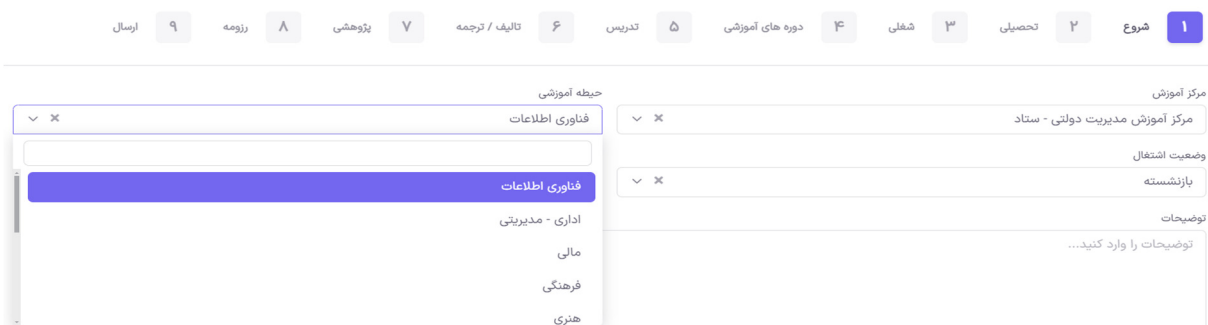 ۱ شروع ۲ تحصیلی ۳ شغلی ۴ دوره های آموزشی ۵ تدریس ۶ تالیف / ترجمه ۷ پژوهشی ۸ رزومه ۹ ارسال
مرکز آموزش
مرکز آموزش مدیریت دولتی - ستاد
وضعیت اشتغال
بازنشسته
توضیحات
توضیحات را وارد کنید...
حیطه آموزشی
فناوری اطلاعات
فناوری اطلاعات
اداری - مدیریتی
مالی
فرهنگی
هنری